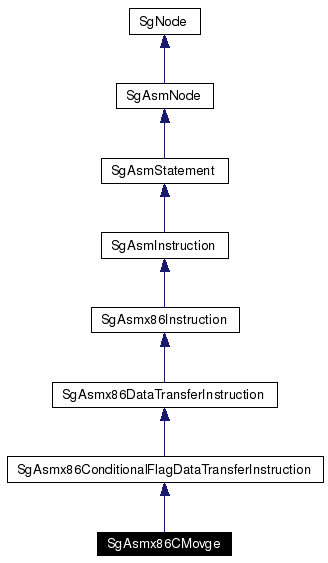 SgNode
SgAsmNode
SgAsmStatement
SgAsmInstruction
SgAsmx86Instruction
SgAsmx86DataTransferInstruction
SgAsmx86ConditionalFlagDataTransferInstruction
SgAsmx86CMovge